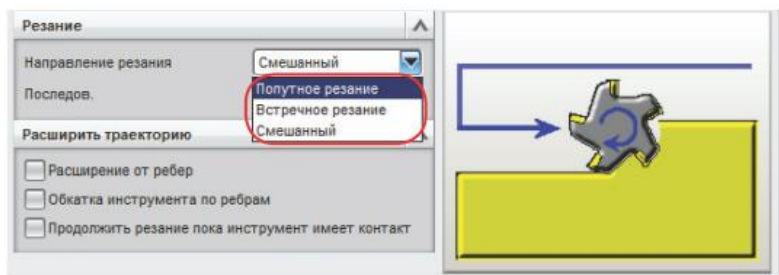 Резание
Направление резания Смешанный
Попутное резание
Последов.
Встречное резание
Расширить траекторию Смешанный
Расширение от ребер
Обкатка инструмента по ребрам
Продолжить резание пока инструмент имеет контакт